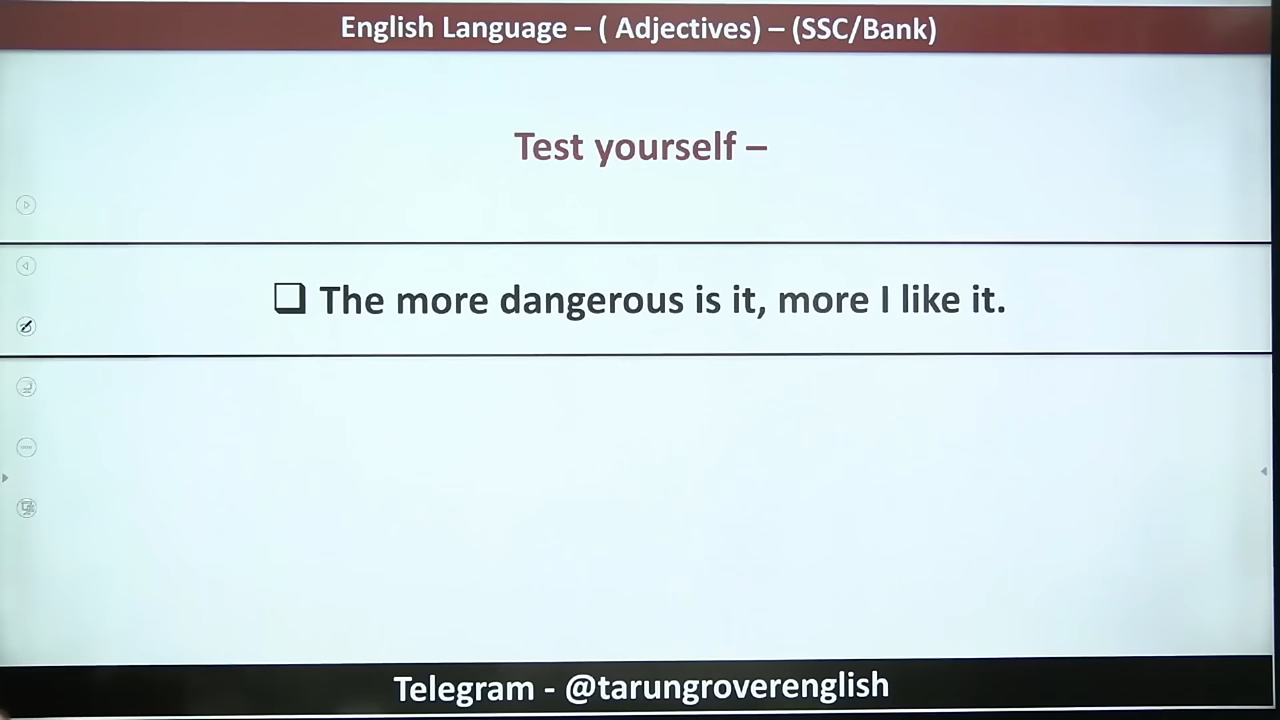 English Language – ( Adjectives) – (SSC/Bank)
Test yourself –
❑ The more dangerous is it, more I like it.
Telegram - @tarungroverenglish